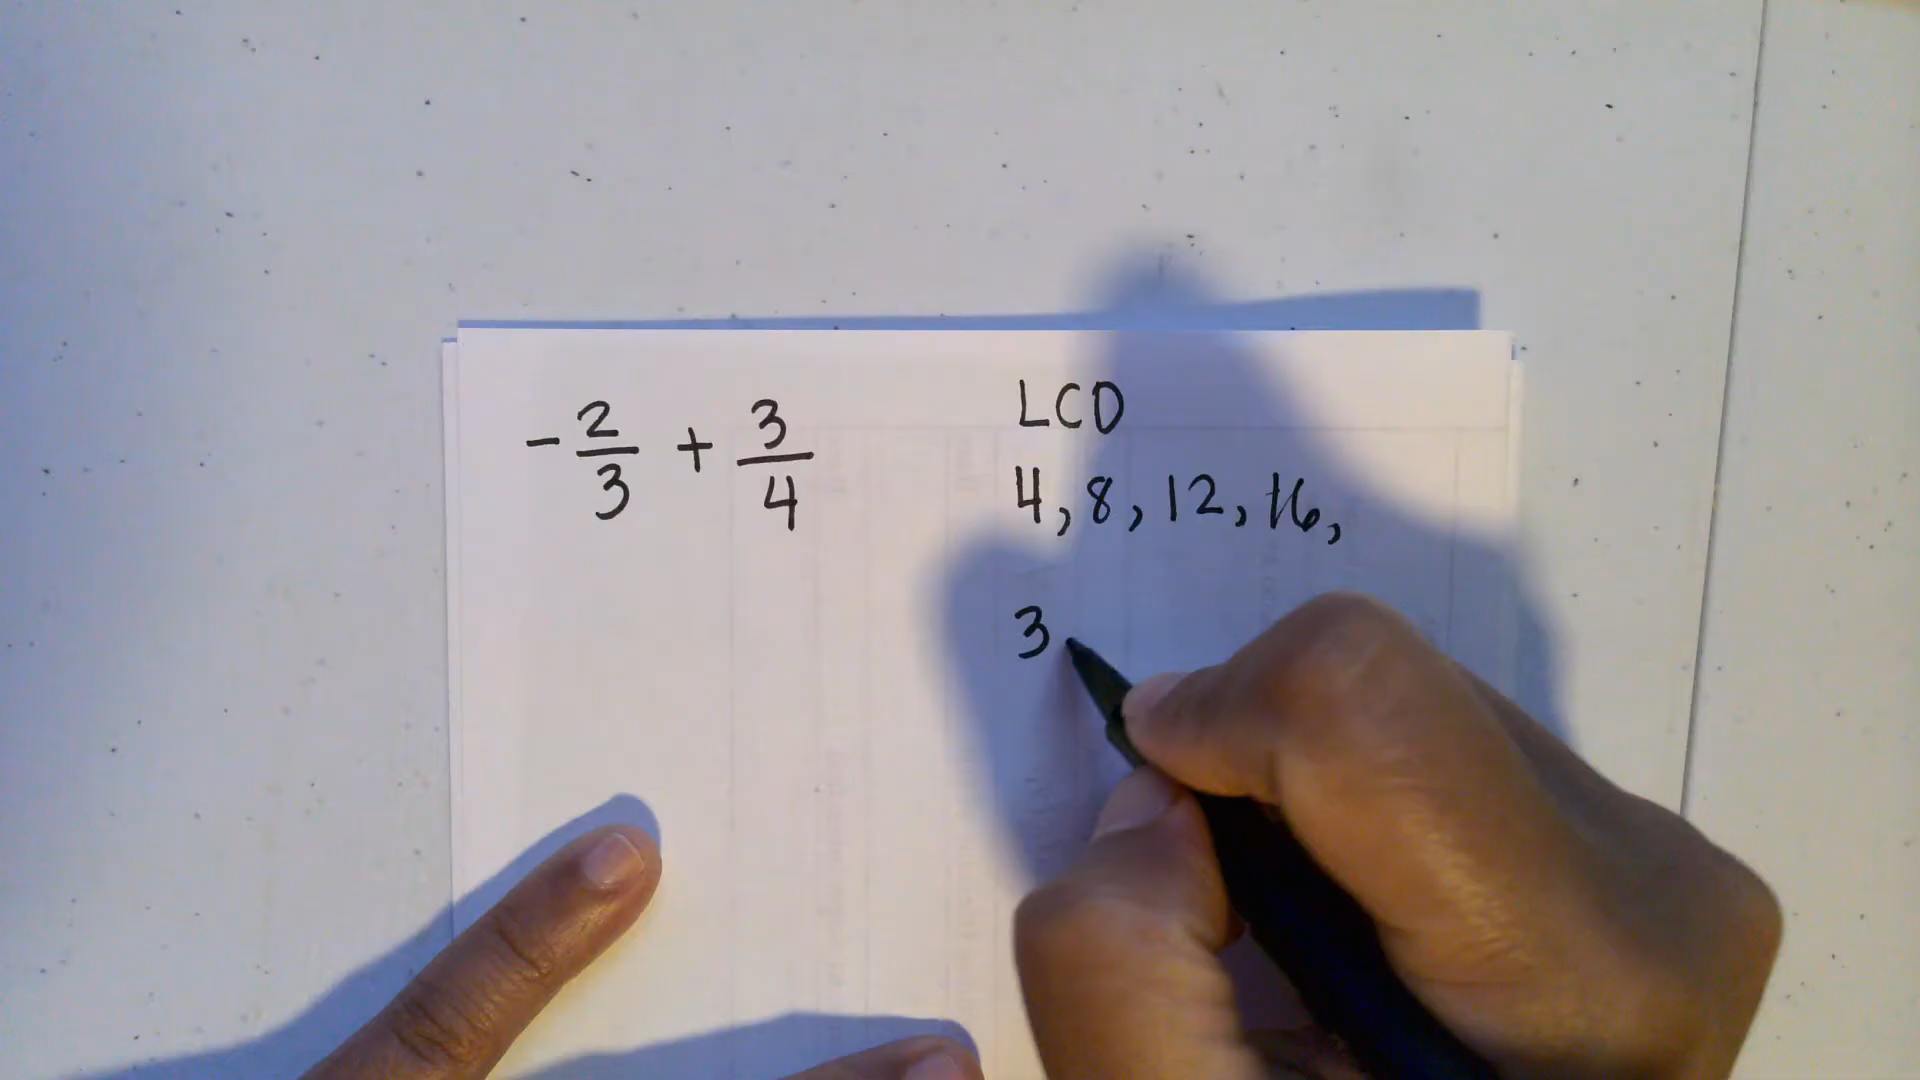 - 2/3 + 3/4
LCD
4, 8, 12, 16,
3